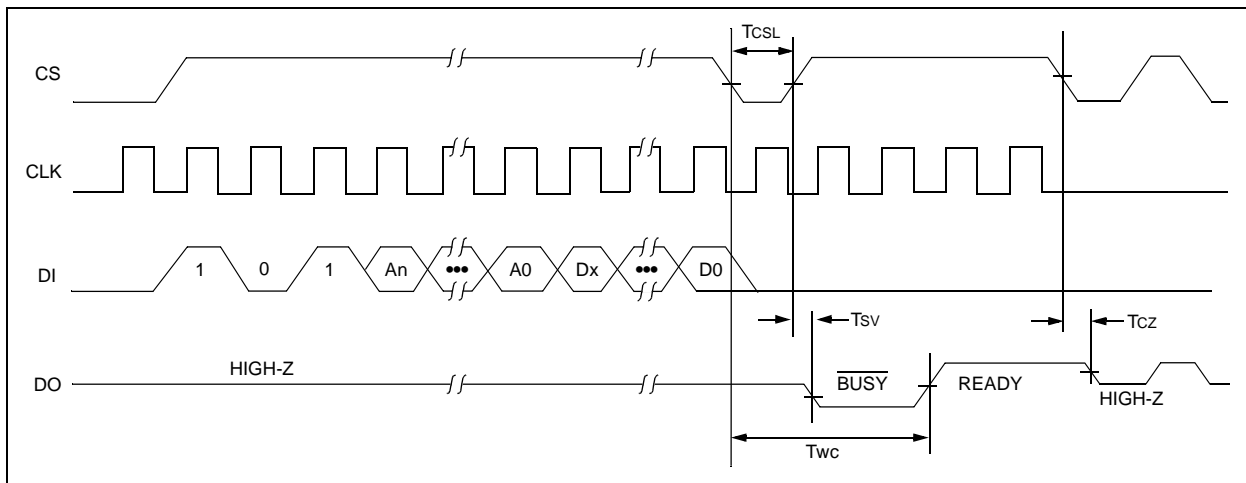 TCSL
CS
CLK
DI
1 0 1 An ••• A0 Dx ••• D0
TSV
TCZ
DO
HIGH-Z
BUSY
READY
HIGH-Z
TWC